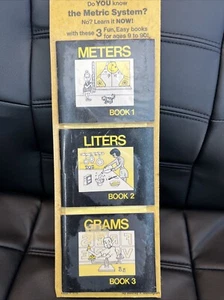 Do YOU know
the Metric System?
No? Learn it NOW!
with these 3 Fun, Easy books
for ages 9 to 90!
METERS
BOOK 1
LITERS
BOOK 2
GRAMS
BOOK 3